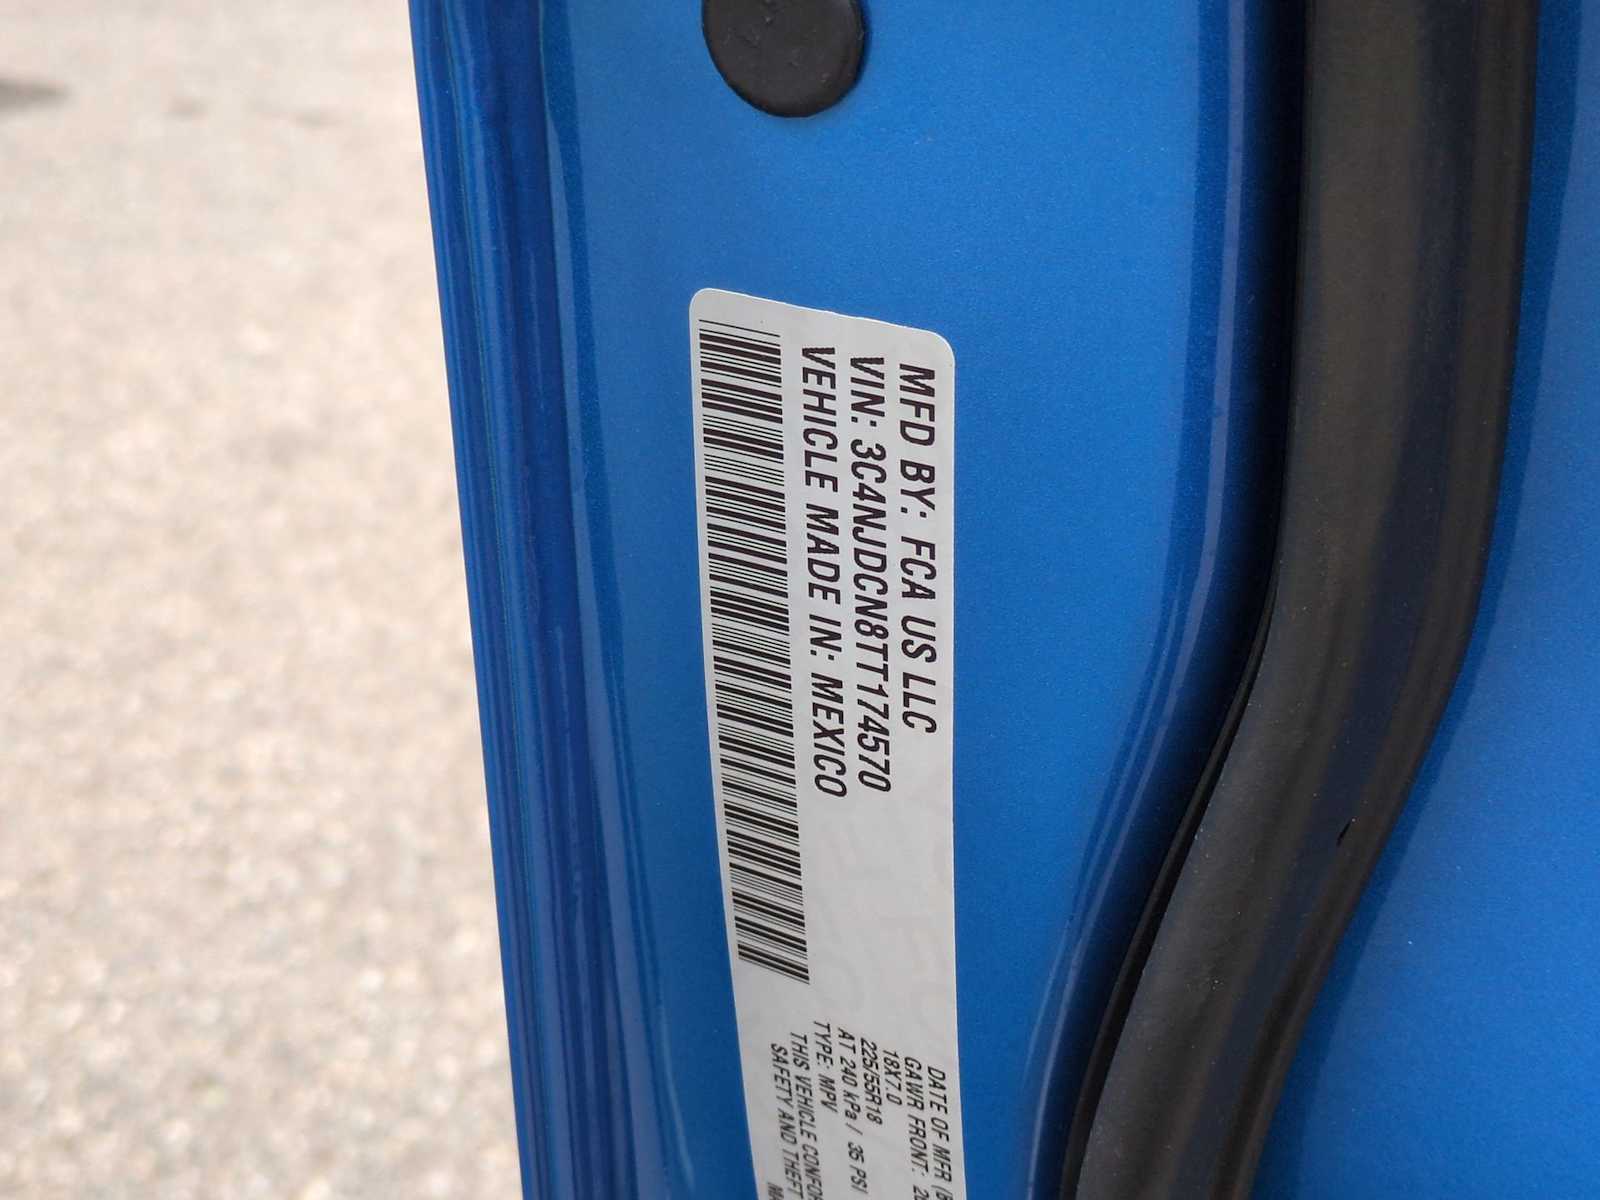 MFD BY: FCA US LLC
VIN: 3C4NJDCN8TT174570
VEHICLE MADE IN: MEXICO
DATE OF MFR
GAWR FRONT:
18X7.0
225/55R18
AT 240 kPa / 35 PSI
TYPE: MPV
THIS VEHICLE
SAFETY AND THEFT